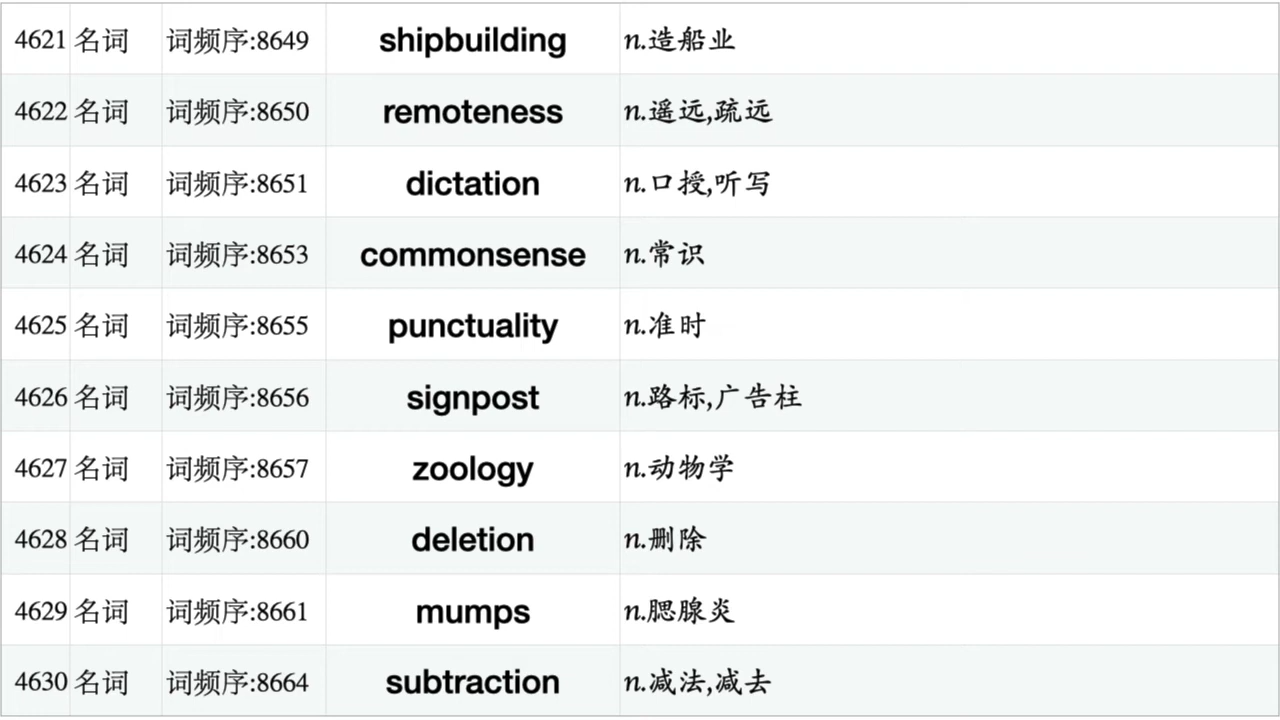 4621 名词 词频序:8649 shipbuilding n.造船业
4622 名词 词频序:8650 remoteness n.遥远,疏远
4623 名词 词频序:8651 dictation n.口授,听写
4624 名词 词频序:8653 commonsense n.常识
4625 名词 词频序:8655 punctuality n.准时
4626 名词 词频序:8656 signpost n.路标,广告柱
4627 名词 词频序:8657 zoology n.动物学
4628 名词 词频序:8660 deletion n.删除
4629 名词 词频序:8661 mumps n.腮腺炎
4630 名词 词频序:8664 subtraction n.减法,减去